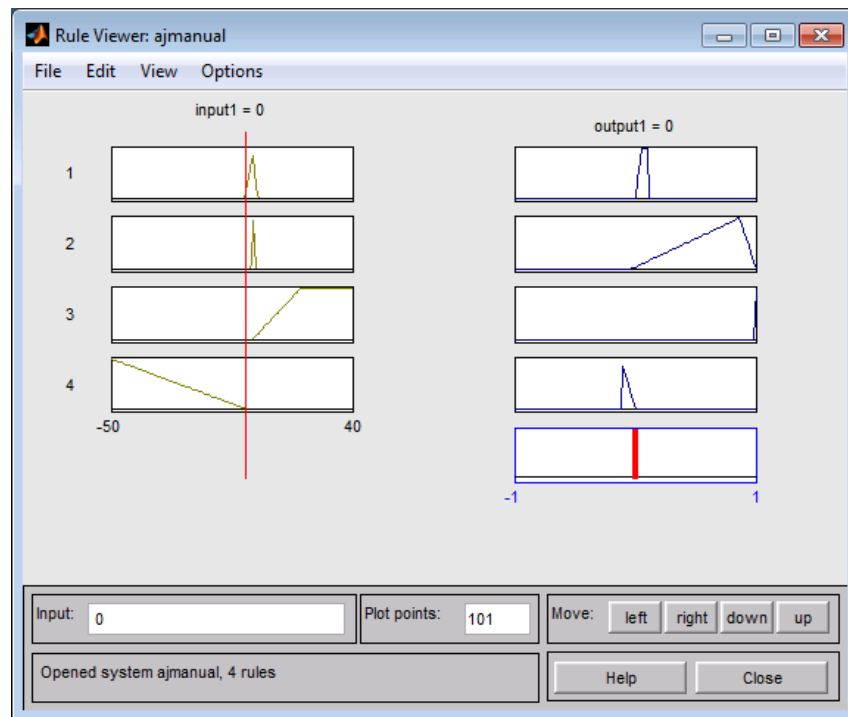 Rule Viewer: ajmanual
File Edit View Options
input1 = 0
output1 = 0
1
2
3
4
-50 40
-1 1
Input: 0 Plot points: 101 Move: left right down up
Opened system ajmanual, 4 rules Help Close